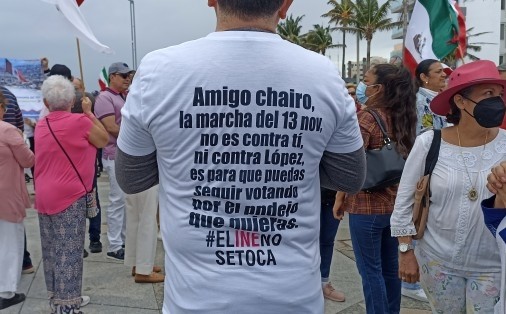 Amigo chairo,
la marcha del 13 nov,
no es contra tí,
ni contra López,
es para que puedas
seguir votando
por el pndejo
que quieras.
#ELINENO
SETOCA